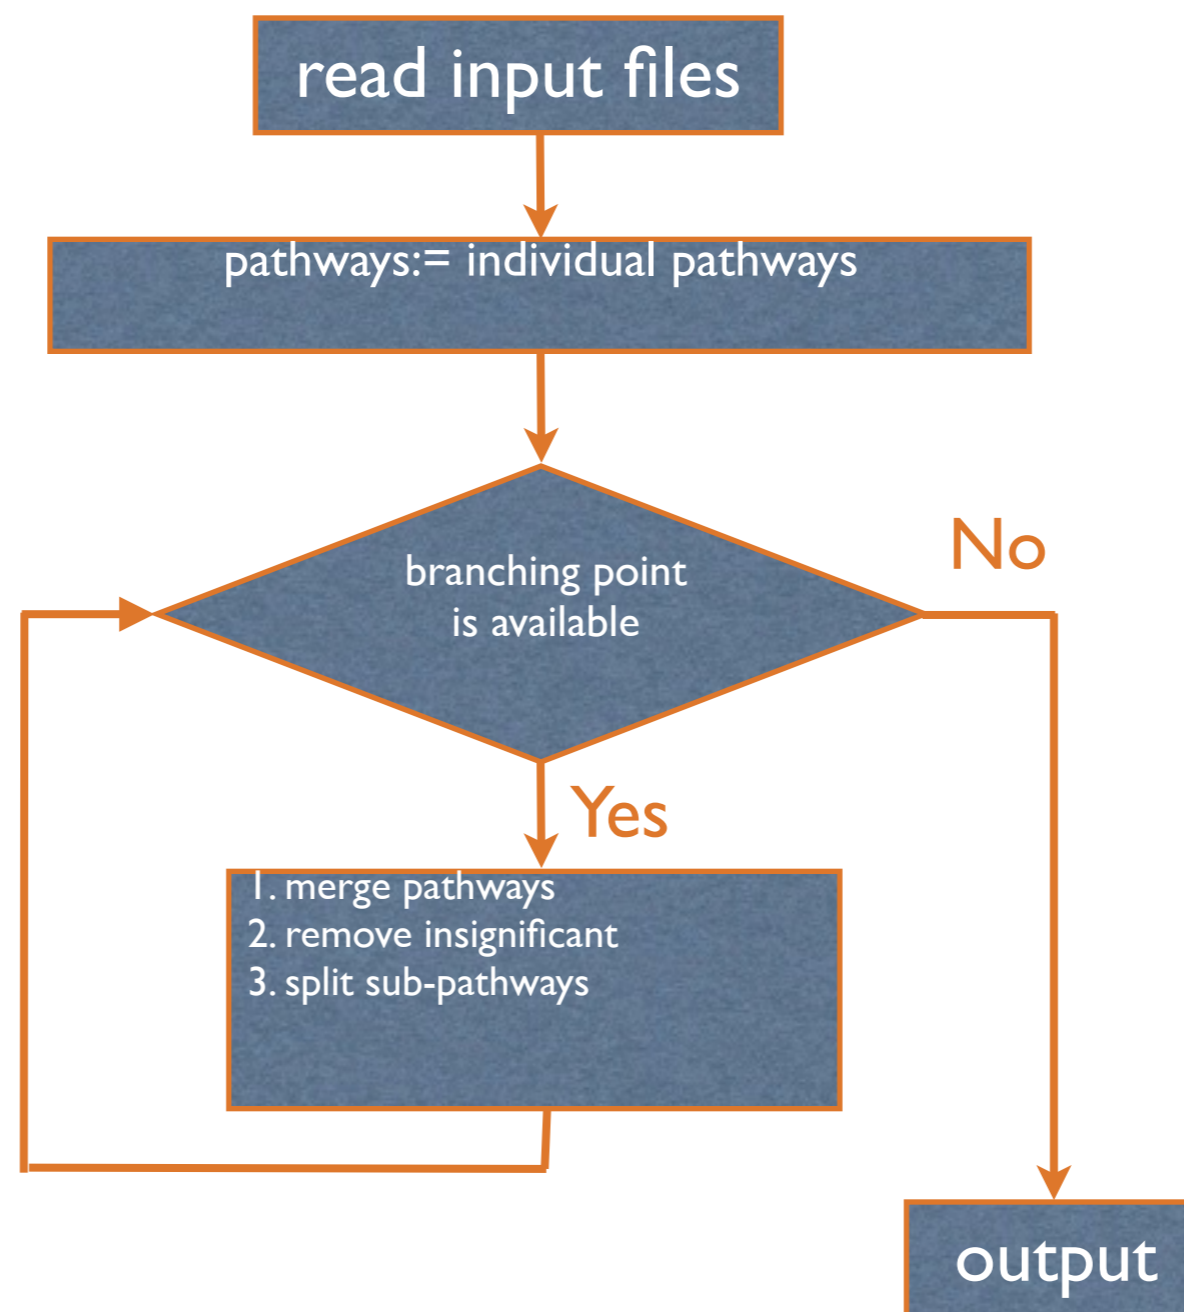 read input files
pathways:= individual pathways
branching point
is available
No
Yes
1. merge pathways
2. remove insignificant
3. split sub-pathways
output